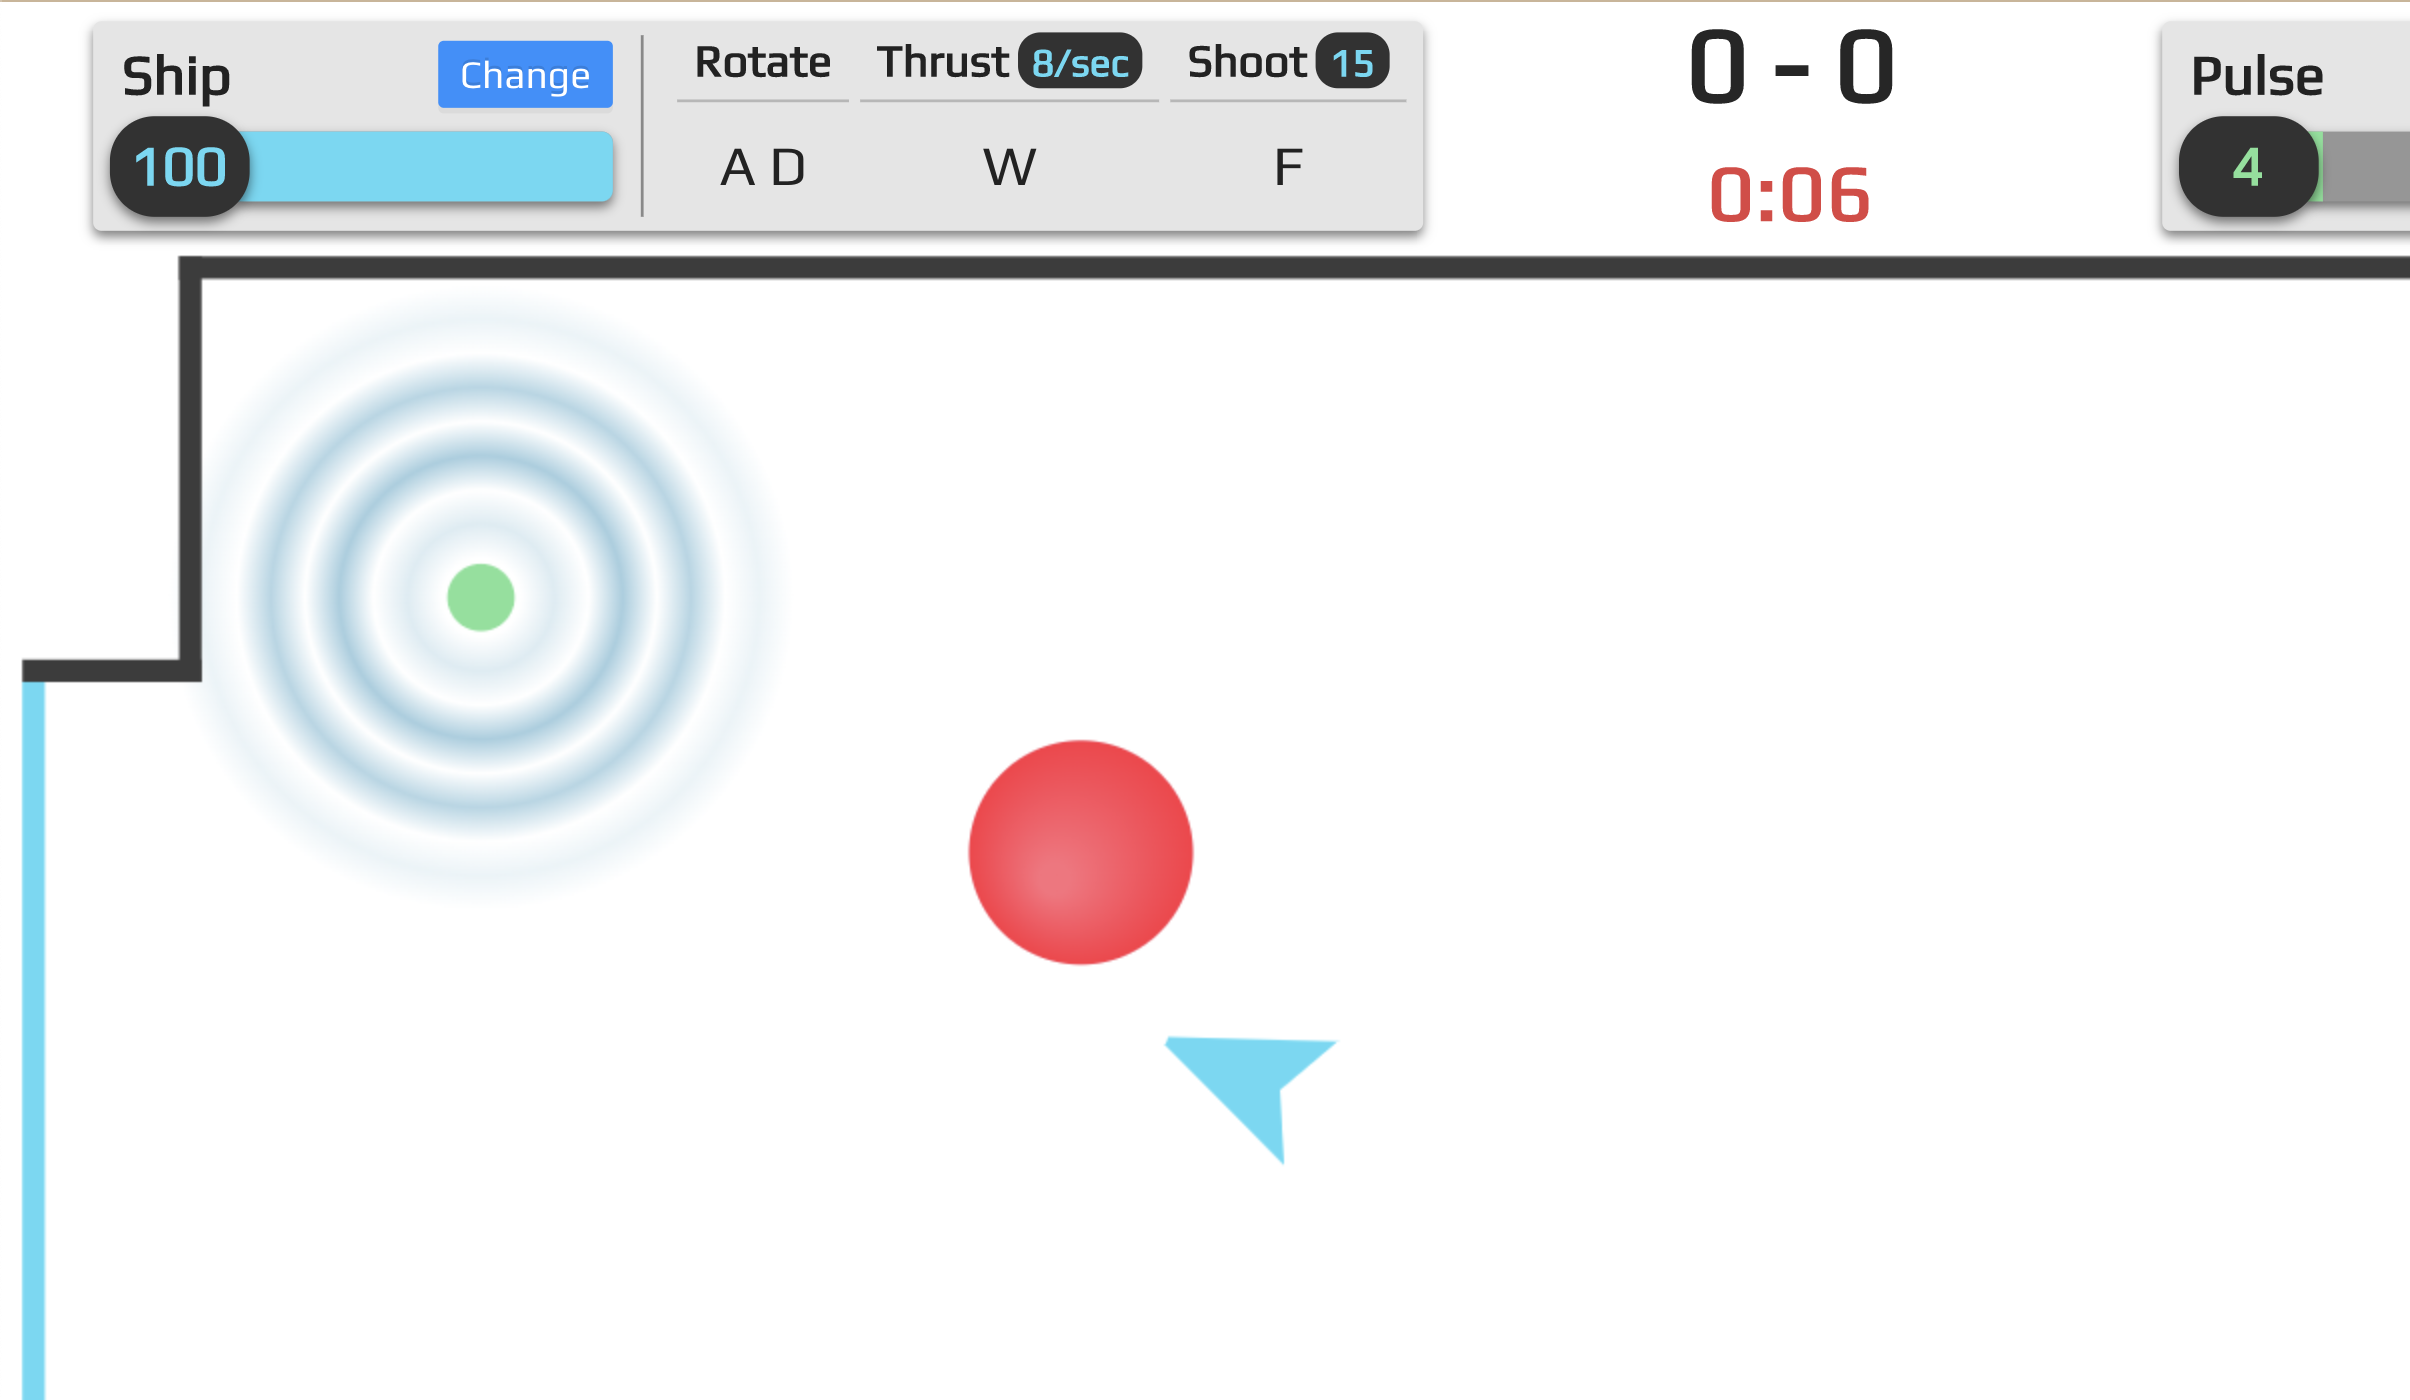 Ship
Change
100
Rotate
Thrust 8/sec
Shoot 15
A D
W
F
0 - 0
0:06
Pulse
4